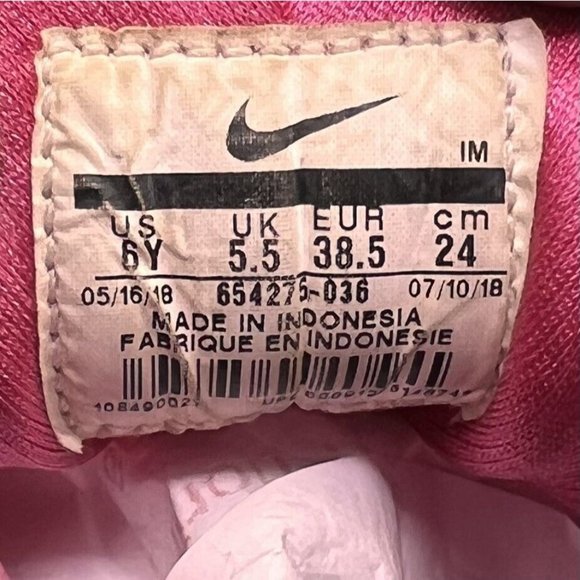 IM
US UK EUR cm
6Y 5.5 38.5 24
05/16/18 654275-036 07/10/18
MADE IN INDONESIA
FABRIQUE EN INDONESIE